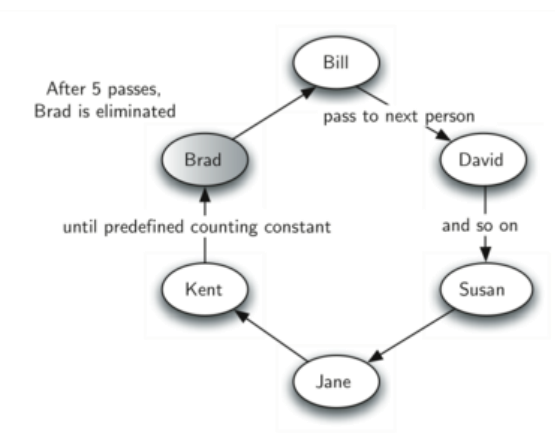 Bill
After 5 passes,
Brad is eliminated
pass to next person
Brad
David
until predefined counting constant
and so on
Kent
Susan
Jane